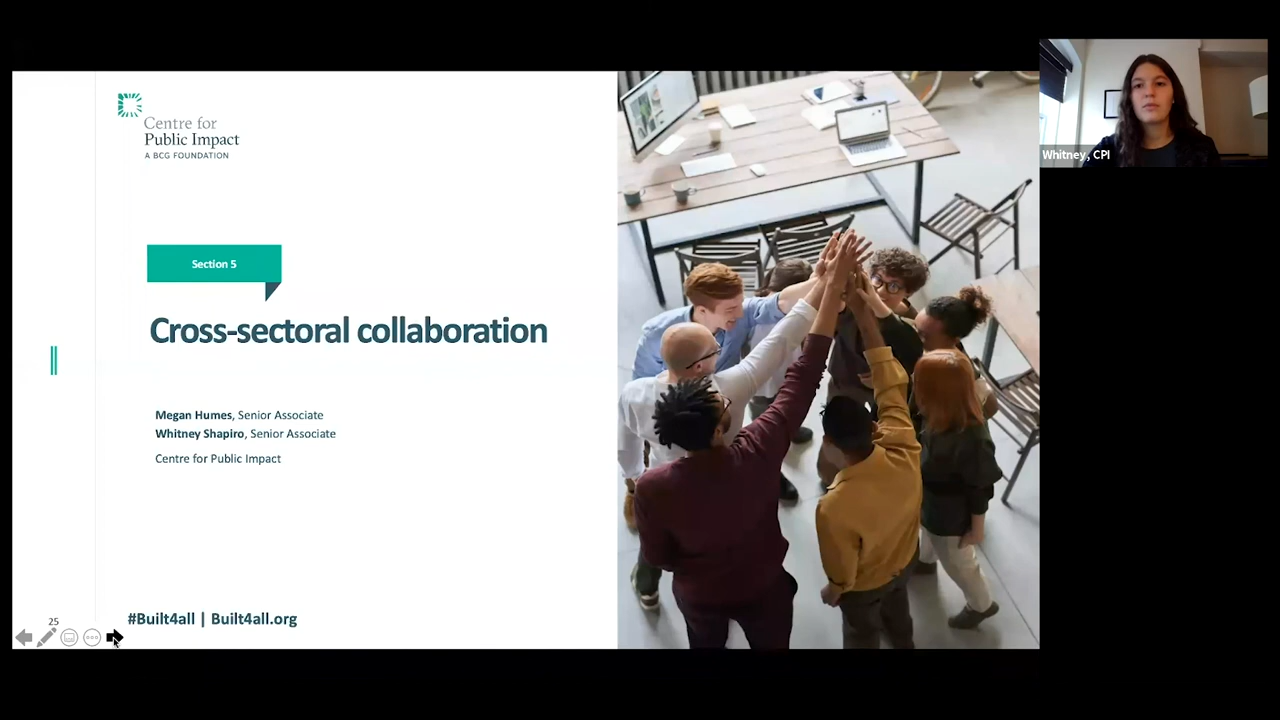 Centre for
Public Impact
A BCG FOUNDATION
Section 5
Cross-sectoral collaboration
Megan Humes, Senior Associate
Whitney Shapiro, Senior Associate
Centre for Public Impact
25
#Built4all | Built4all.org
Whitney, CPI